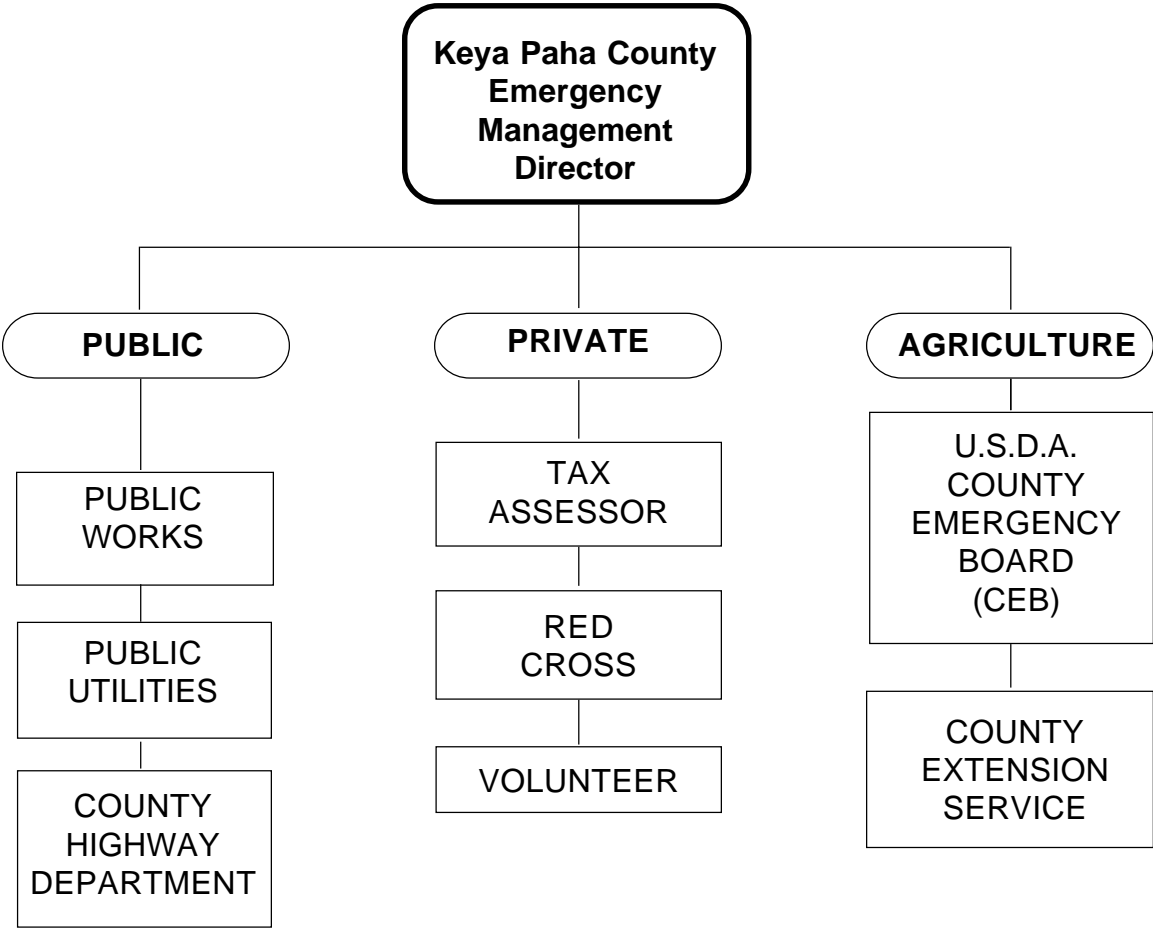 Keya Paha County
Emergency
Management
Director
PUBLIC
PRIVATE
AGRICULTURE
PUBLIC
WORKS
PUBLIC
UTILITIES
COUNTY
HIGHWAY
DEPARTMENT
TAX
ASSESSOR
RED
CROSS
VOLUNTEER
U.S.D.A.
COUNTY
EMERGENCY
BOARD
(CEB)
COUNTY
EXTENSION
SERVICE